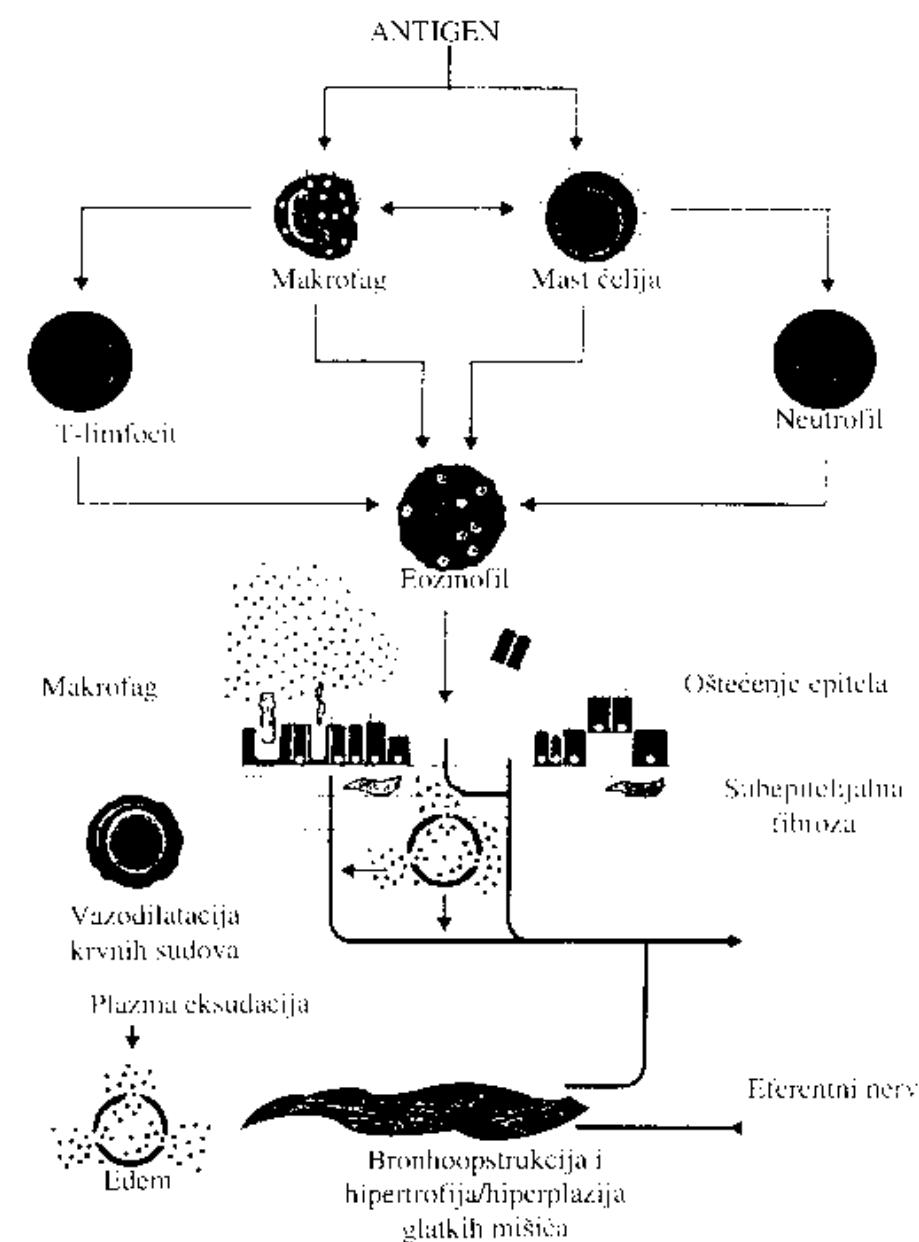 ANTIGEN
Makrofag
Mast ćelija
T-limfocit
Neutrofil
Eozinofil
Makrofag
Oštećenje epitela
Subepitelijalna
fibroza
Vazodilatacija
krvnih sudova
Plazma eksudacija
Eferentni nerv
Edem
Bronhoopstrukcija i
hipertrofija/hiperplazija
glatkih mišića